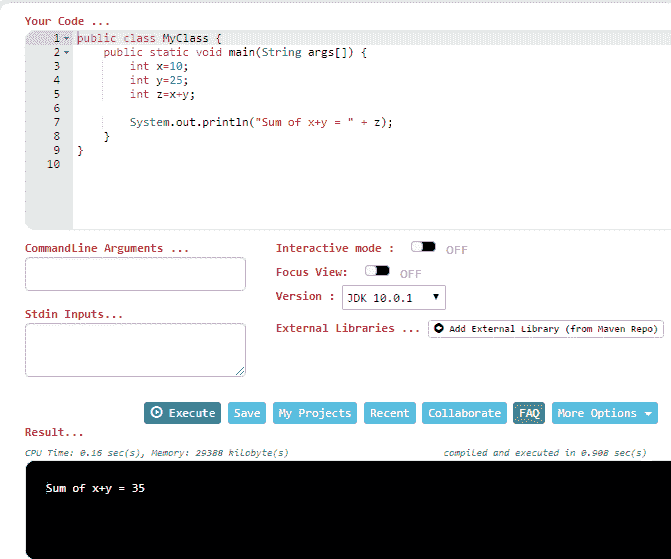 Your Code ...
1 public class MyClass {
2 public static void main(String args[]) {
3 int x=10;
4 int y=25;
5 int z=x+y;
6
7 System.out.println("Sum of x+y = " + z);
8 }
9 }
10
CommandLine Arguments ...
Interactive mode : OFF
Focus View: OFF
Version : JDK 10.0.1
Stdin Inputs...
External Libraries ... Add External Library (from Maven Repo)
Execute Save My Projects Recent Collaborate FAQ More Options
Result...
CPU Time: 0.16 sec(s), Memory: 29388 kilobyte(s) compiled and executed in 0.908 sec(s)
Sum of x+y = 35